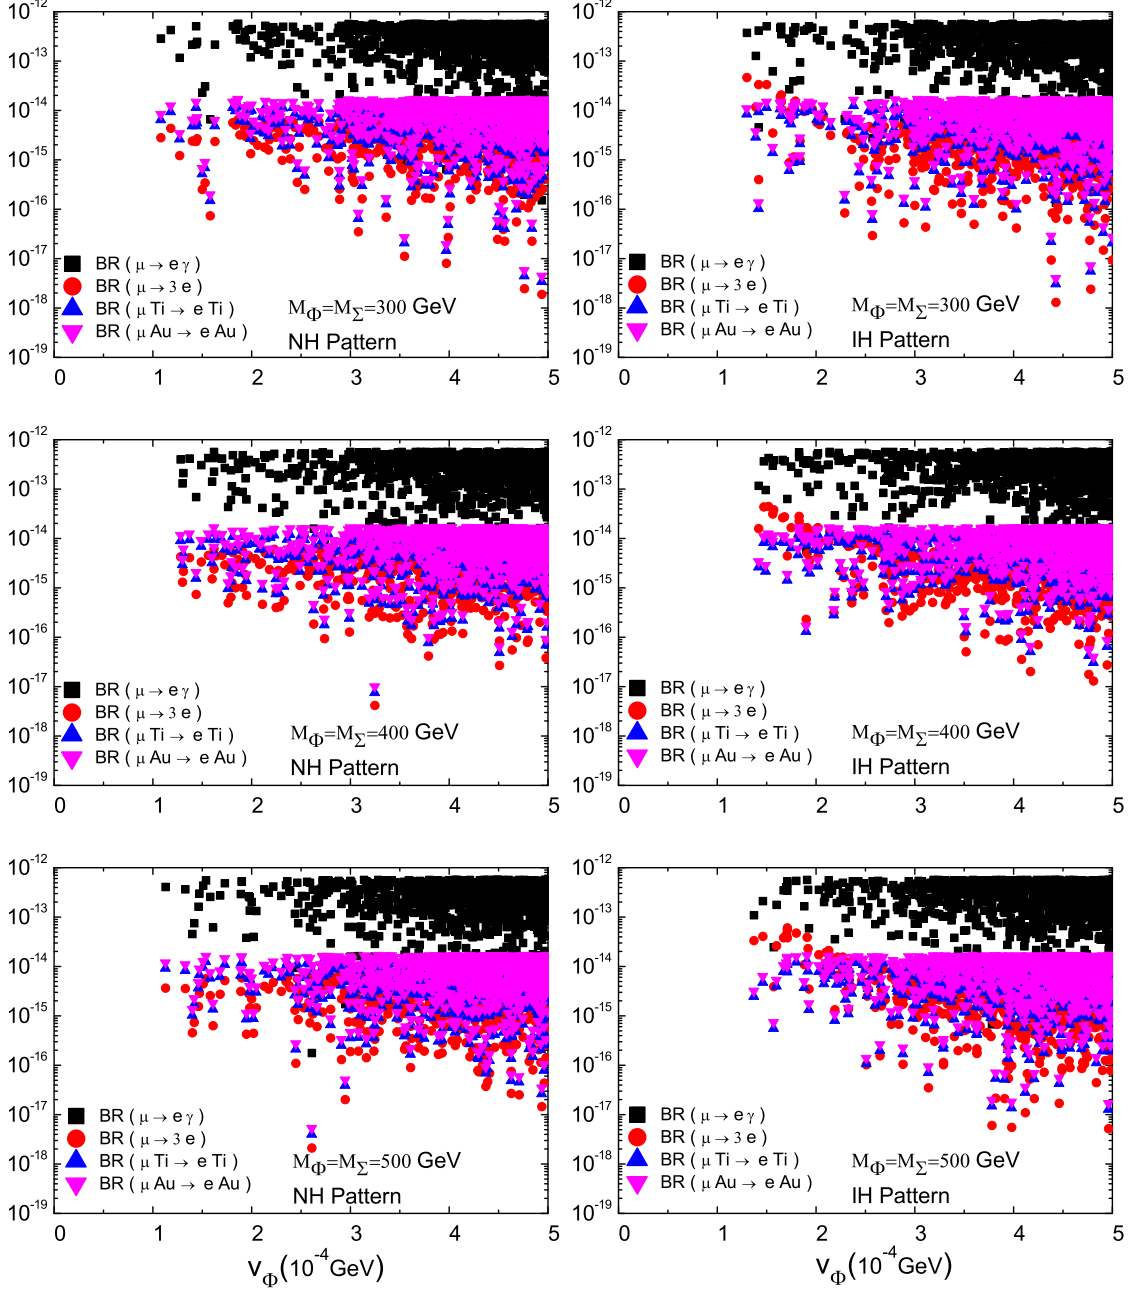 10⁻¹² 10⁻¹³ 10⁻¹⁴ 10⁻¹⁵ 10⁻¹⁶ 10⁻¹⁷ 10⁻¹⁸ 10⁻¹⁹
BR ( μ → e γ )
BR ( μ → 3 e )
BR ( μ Ti → e Ti )
BR ( μ Au → e Au )
M_Φ=M_Σ=300 GeV
NH Pattern
0 1 2 3 4 5
10⁻¹² 10⁻¹³ 10⁻¹⁴ 10⁻¹⁵ 10⁻¹⁶ 10⁻¹⁷ 10⁻¹⁸ 10⁻¹⁹
BR ( μ → e γ )
BR ( μ → 3 e )
BR ( μ Ti → e Ti )
BR ( μ Au → e Au )
M_Φ=M_Σ=300 GeV
IH Pattern
0 1 2 3 4 5
10⁻¹² 10⁻¹³ 10⁻¹⁴ 10⁻¹⁵ 10⁻¹⁶ 10⁻¹⁷ 10⁻¹⁸ 10⁻¹⁹
BR ( μ → e γ )
BR ( μ → 3 e )
BR ( μ Ti → e Ti )
BR ( μ Au → e Au )
M_Φ=M_Σ=400 GeV
NH Pattern
0 1 2 3 4 5
10⁻¹² 10⁻¹³ 10⁻¹⁴ 10⁻¹⁵ 10⁻¹⁶ 10⁻¹⁷ 10⁻¹⁸ 10⁻¹⁹
BR ( μ → e γ )
BR ( μ → 3 e )
BR ( μ Ti → e Ti )
BR ( μ Au → e Au )
M_Φ=M_Σ=400 GeV
IH Pattern
0 1 2 3 4 5
10⁻¹² 10⁻¹³ 10⁻¹⁴ 10⁻¹⁵ 10⁻¹⁶ 10⁻¹⁷ 10⁻¹⁸ 10⁻¹⁹
BR ( μ → e γ )
BR ( μ → 3 e )
BR ( μ Ti → e Ti )
BR ( μ Au → e Au )
M_Φ=M_Σ=500 GeV
NH Pattern
0 1 2 3 4 5
v_Φ(10⁻⁴GeV)
10⁻¹² 10⁻¹³ 10⁻¹⁴ 10⁻¹⁵ 10⁻¹⁶ 10⁻¹⁷ 10⁻¹⁸ 10⁻¹⁹
BR ( μ → e γ )
BR ( μ → 3 e )
BR ( μ Ti → e Ti )
BR ( μ Au → e Au )
M_Φ=M_Σ=500 GeV
IH Pattern
0 1 2 3 4 5
v_Φ(10⁻⁴GeV)